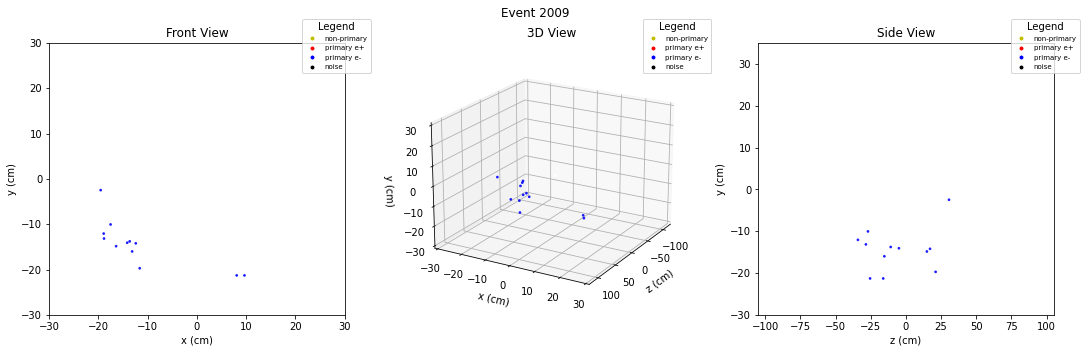 Event 2009
Front View
Legend
non-primary
primary e+
primary e-
noise
30
20
10
0
−10
−20
−30
y (cm)
−30
−20
−10
0
10
20
30
x (cm)
3D View
Legend
non-primary
primary e+
primary e-
noise
30
20
10
0
−10
−20
−30
y (cm)
−30
−20
−10
0
10
20
30
x (cm)
−100
−50
0
50
100
z (cm)
Side View
Legend
non-primary
primary e+
primary e-
noise
30
20
10
0
−10
−20
−30
y (cm)
−100
−75
−50
−25
0
25
50
75
100
z (cm)